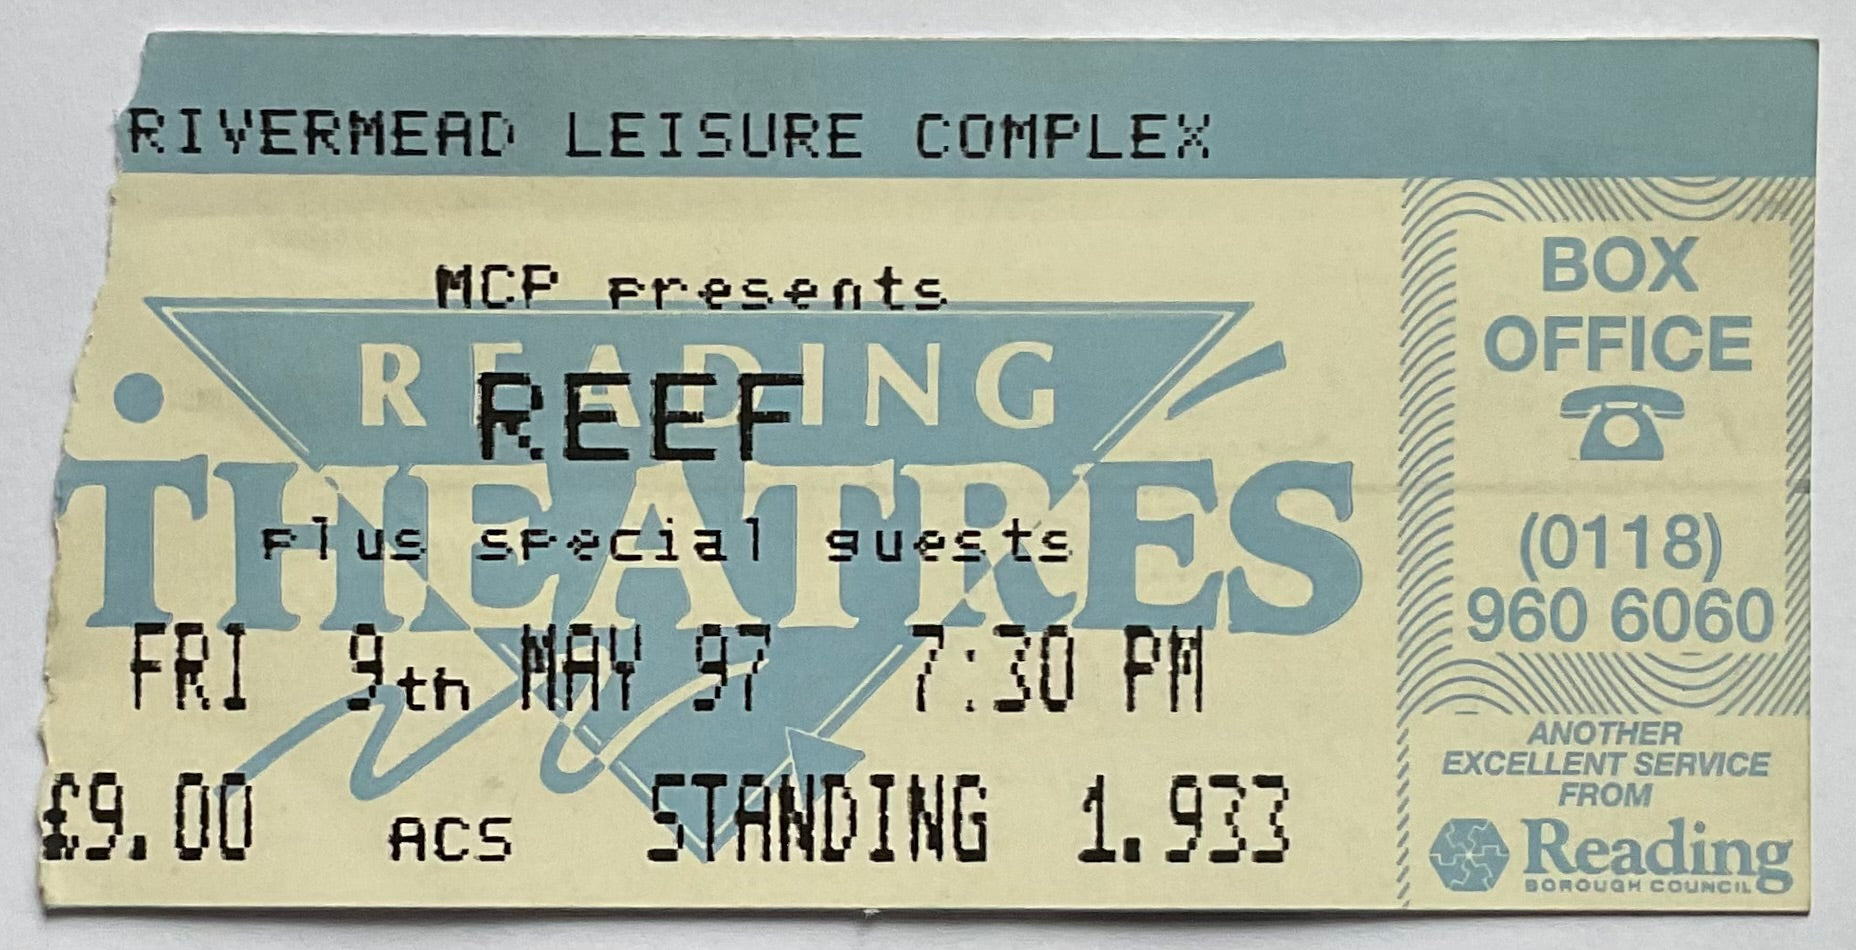 RIVERMEAD LEISURE COMPLEX
MCP presents
READING
REEF
THEATRES
plus special guests
FRI 9th MAY 97 7:30 PM
£9.00 ACS STANDING 1.933
BOX
OFFICE
(0118)
960 6060
ANOTHER
EXCELLENT SERVICE
FROM
Reading
BOROUGH COUNCIL